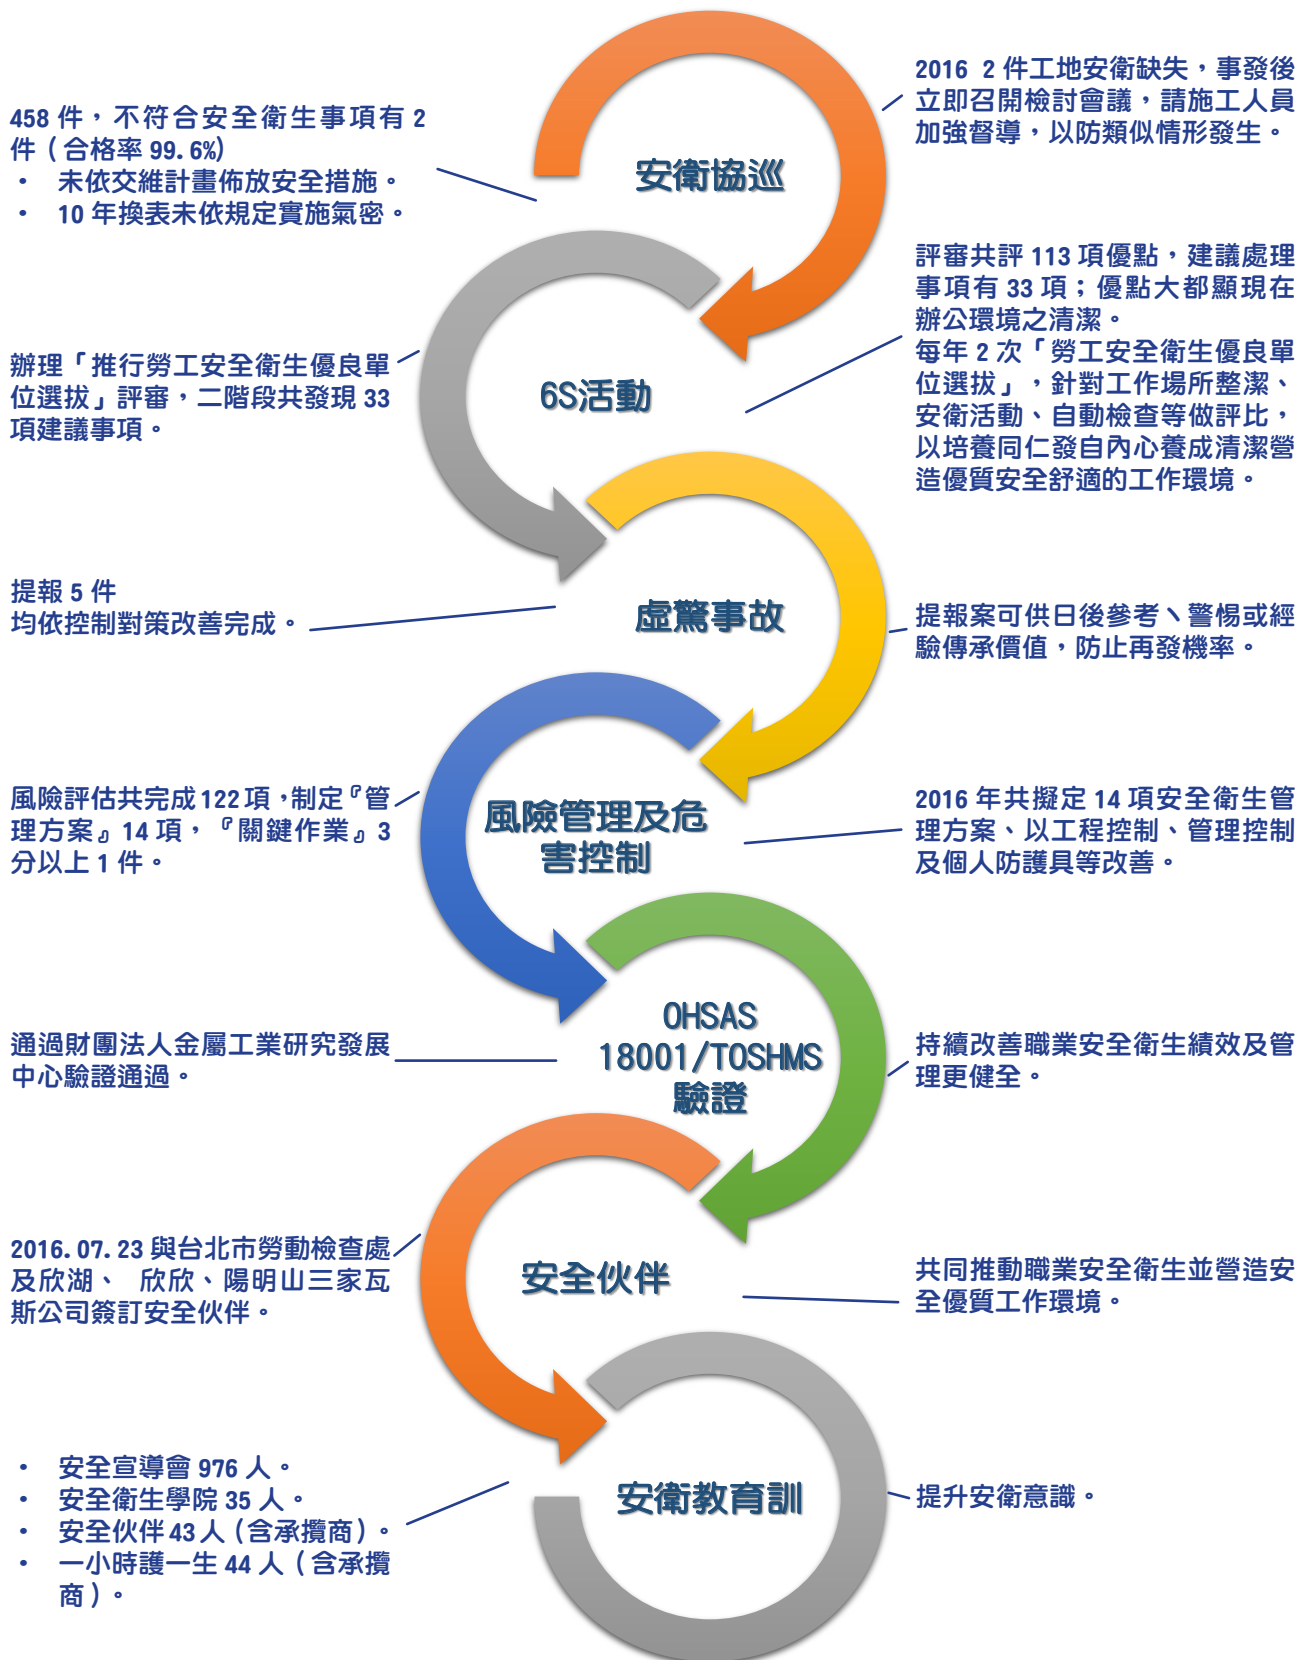 458 件，不符合安全衛生事項有 2
件（合格率 99.6%)
• 未依交維計畫佈放安全措施。
• 10 年換表未依規定實施氣密。
安衛協巡
2016 2 件工地安衛缺失，事發後
立即召開檢討會議，請施工人員
加強督導，以防類似情形發生。
辦理「推行勞工安全衛生優良單
位選拔」評審，二階段共發現 33
項建議事項。
6S活動
評審共評 113 項優點，建議處理
事項有 33 項；優點大都顯現在
辦公環境之清潔。
每年 2 次「勞工安全衛生優良單
位選拔」，針對工作場所整潔、
安衛活動、自動檢查等做評比，
以培養同仁發自內心養成清潔營
造優質安全舒適的工作環境。
提報 5 件
均依控制對策改善完成。
虛驚事故
提報案可供日後參考、警惕或經
驗傳承價值，防止再發機率。
風險評估共完成 122 項，制定『管
理方案』14 項，『關鍵作業』3
分以上 1 件。
風險管理及危
害控制
2016 年共擬定 14 項安全衛生管
理方案、以工程控制、管理控制
及個人防護具等改善。
通過財團法人金屬工業研究發展
中心驗證通過。
OHSAS
18001/TOSHMS
驗證
持續改善職業安全衛生績效及管
理更健全。
2016.07.23 與台北市勞動檢查處
及欣湖、 欣欣、陽明山三家瓦
斯公司簽訂安全伙伴。
安全伙伴
共同推動職業安全衛生並營造安
全優質工作環境。
• 安全宣導會 976 人。
• 安全衛生學院 35 人。
• 安全伙伴 43 人（含承攬商）。
• 一小時護一生 44 人（含承攬
商）。
安衛教育訓
提升安衛意識。